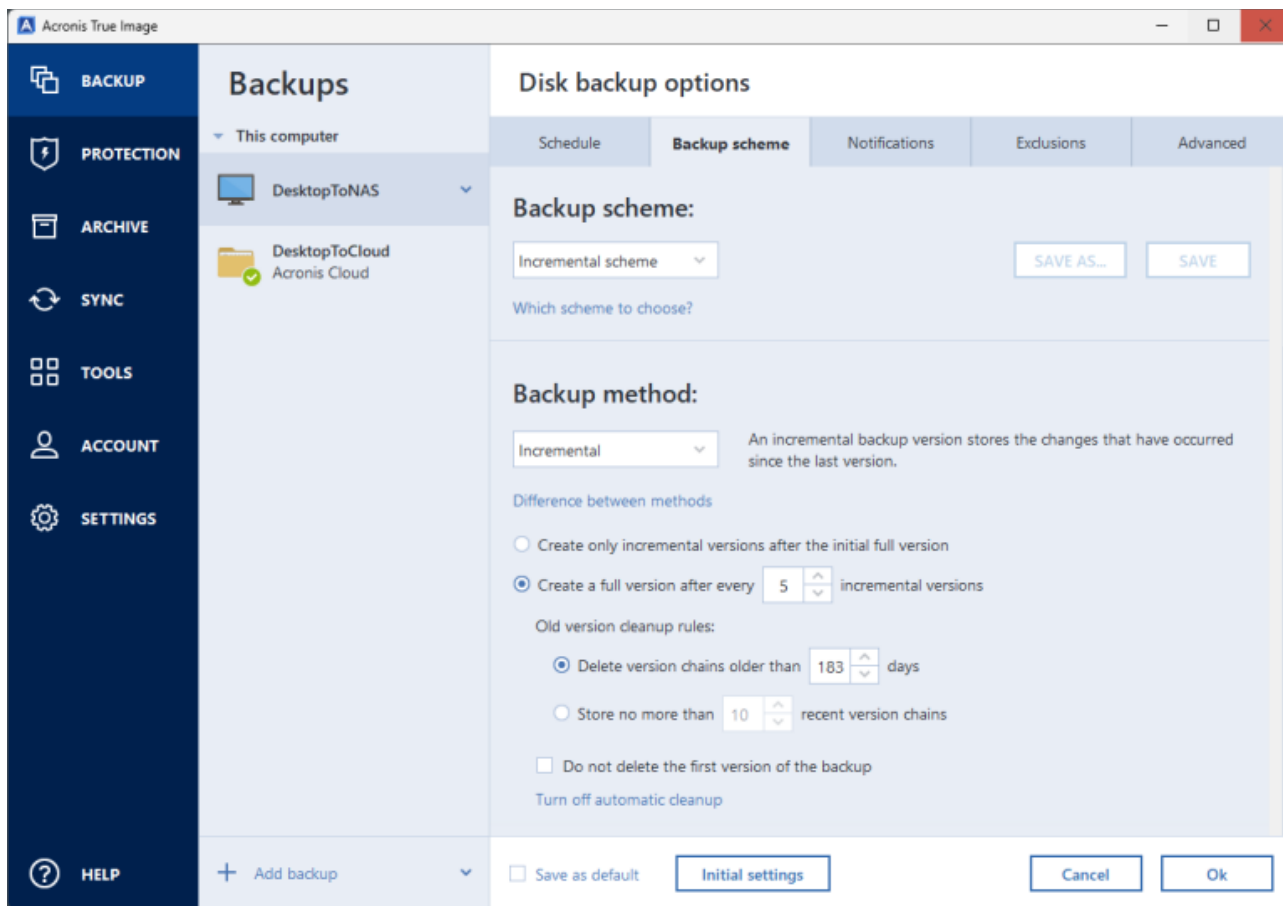 Acronis True Image
BACKUP
PROTECTION
ARCHIVE
SYNC
TOOLS
ACCOUNT
SETTINGS
HELP
Backups
This computer
DesktopToNAS
DesktopToCloud
Acronis Cloud
Add backup
Disk backup options
Schedule
Backup scheme
Notifications
Exclusions
Advanced
Backup scheme:
Incremental scheme
SAVE AS...
SAVE
Which scheme to choose?
Backup method:
Incremental
An incremental backup version stores the changes that have occurred
since the last version.
Difference between methods
Create only incremental versions after the initial full version
Create a full version after every 5 incremental versions
Old version cleanup rules:
Delete version chains older than 183 days
Store no more than 10 recent version chains
Do not delete the first version of the backup
Turn off automatic cleanup
Save as default
Initial settings
Cancel
Ok